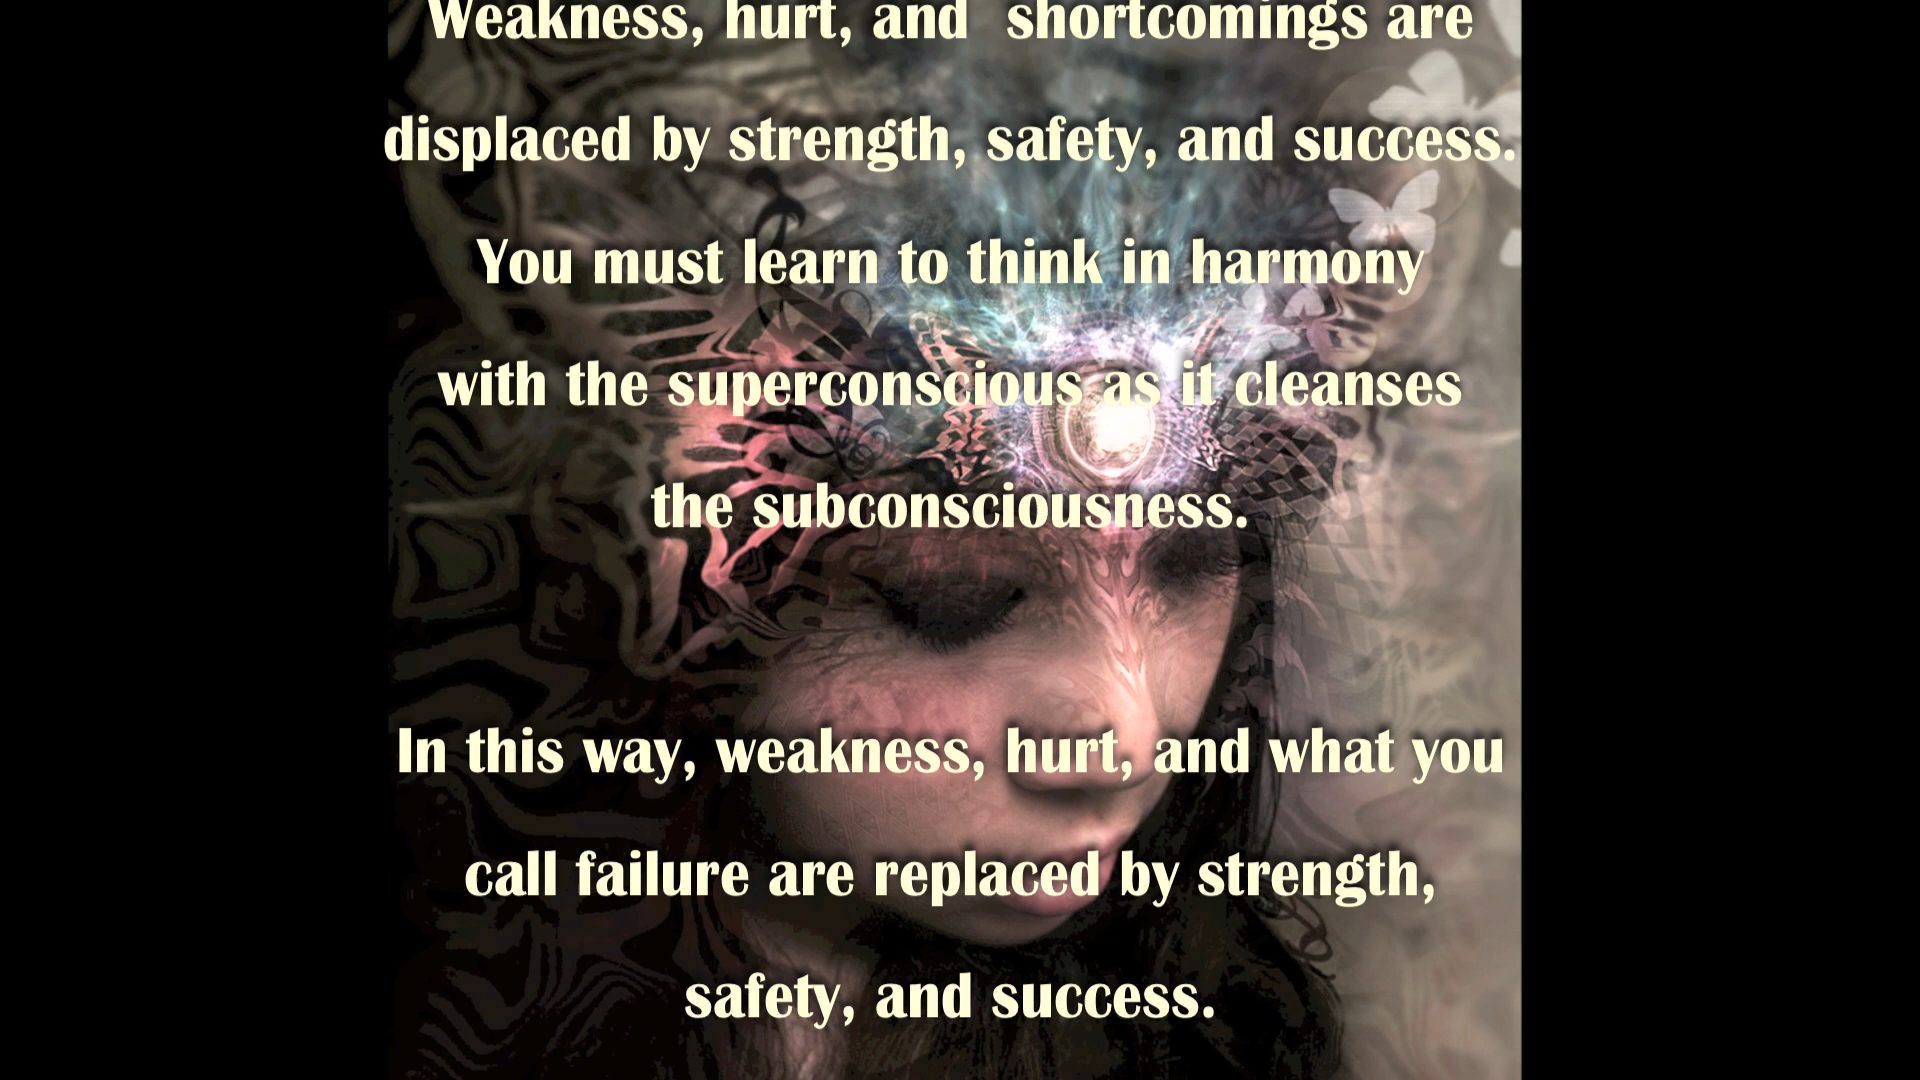 Weakness, hurt, and  shortcomings are
displaced by strength, safety, and success.
You must learn to think in harmony
with the superconscious as it cleanses
the subconsciousness.
In this way, weakness, hurt, and what you
call failure are replaced by strength,
safety, and success.